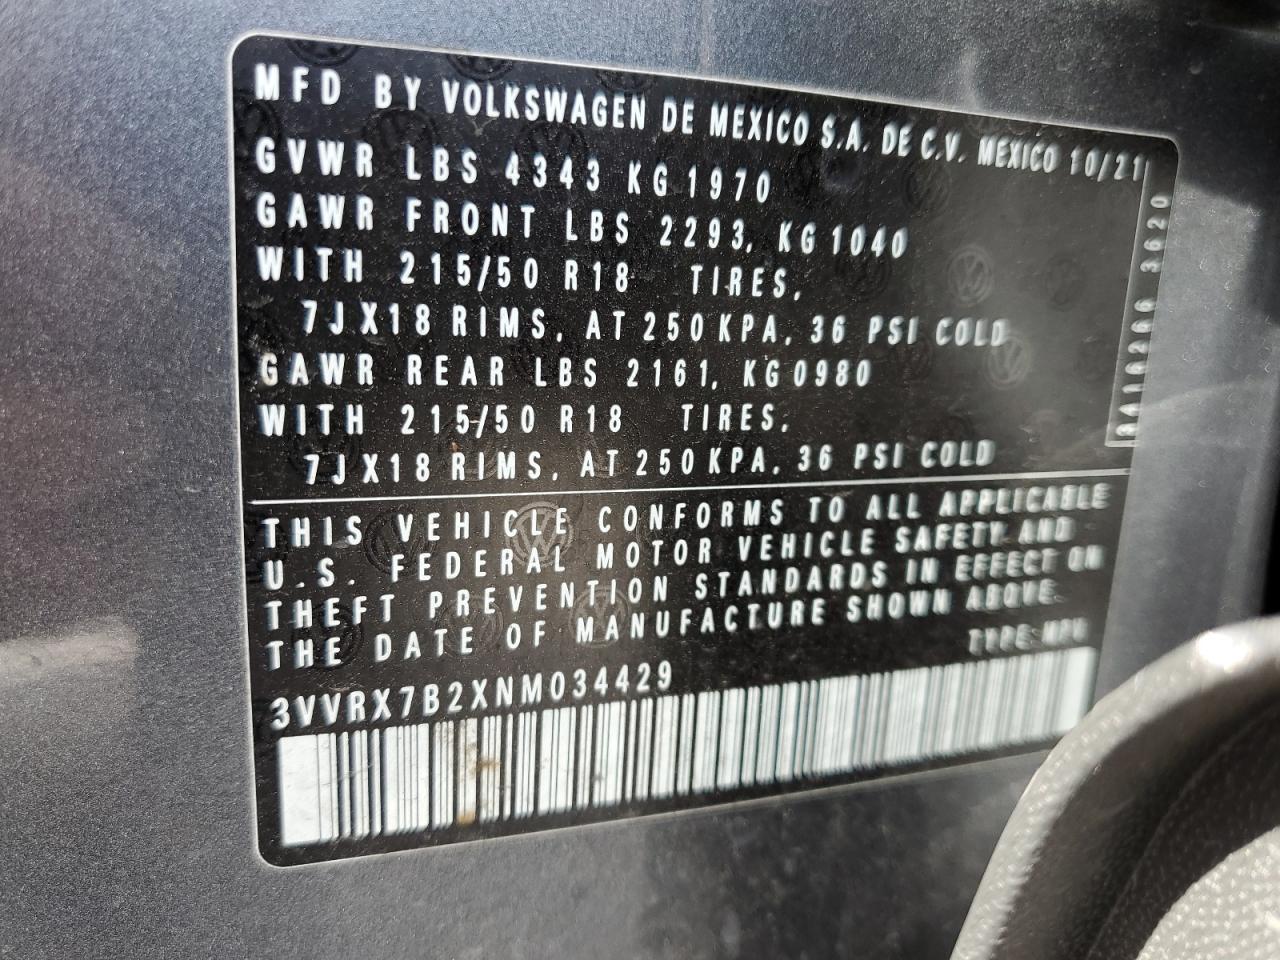 MFD BY VOLKSWAGEN DE MEXICO S.A. DE C.V. MEXICO 10/21
GVWR LBS 4343 KG 1970
GAWR FRONT LBS 2293, KG 1040
WITH 215/50 R18 TIRES,
7JX18 RIMS, AT 250 KPA, 36 PSI COLD
GAWR REAR LBS 2161, KG 0980
WITH 215/50 R18 TIRES,
7JX18 RIMS, AT 250 KPA, 36 PSI COLD
THIS VEHICLE CONFORMS TO ALL APPLICABLE
U.S. FEDERAL MOTOR VEHICLE SAFETY AND
THEFT PREVENTION STANDARDS IN EFFECT ON
THE DATE OF MANUFACTURE SHOWN ABOVE.
TYPE:MPV
3VVRX7B2XNM034429
3620